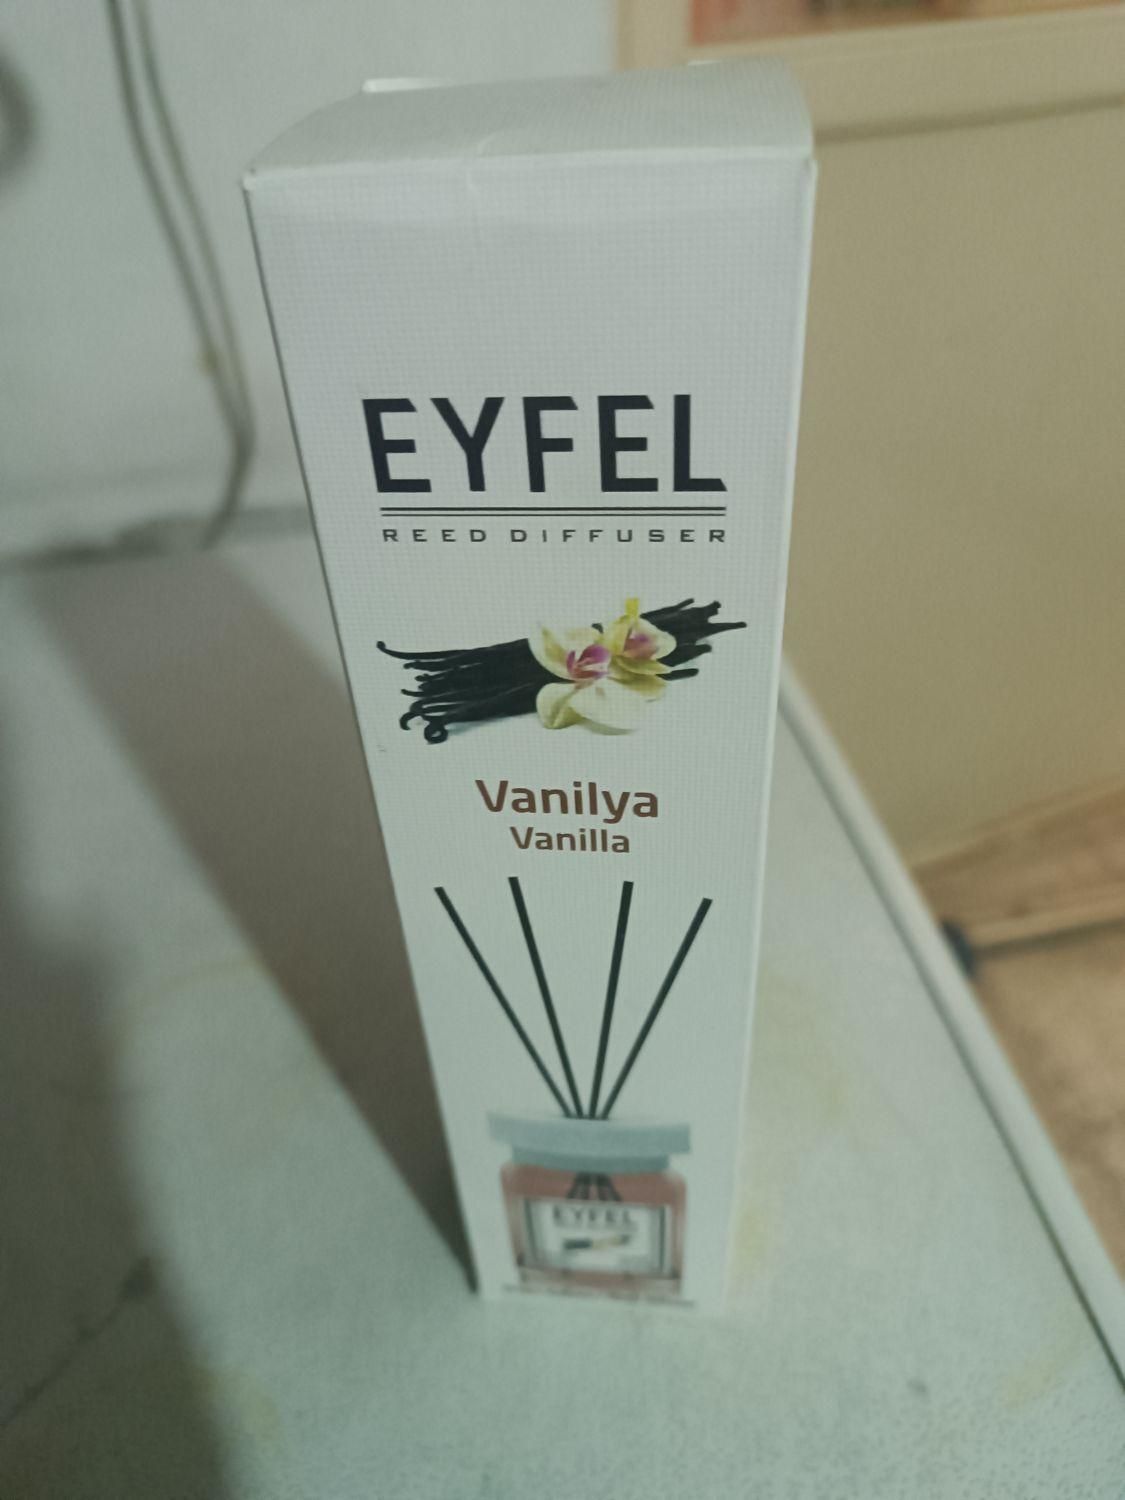 EYFEL
REED DIFFUSER
Vanilya
Vanilla
EYFEL